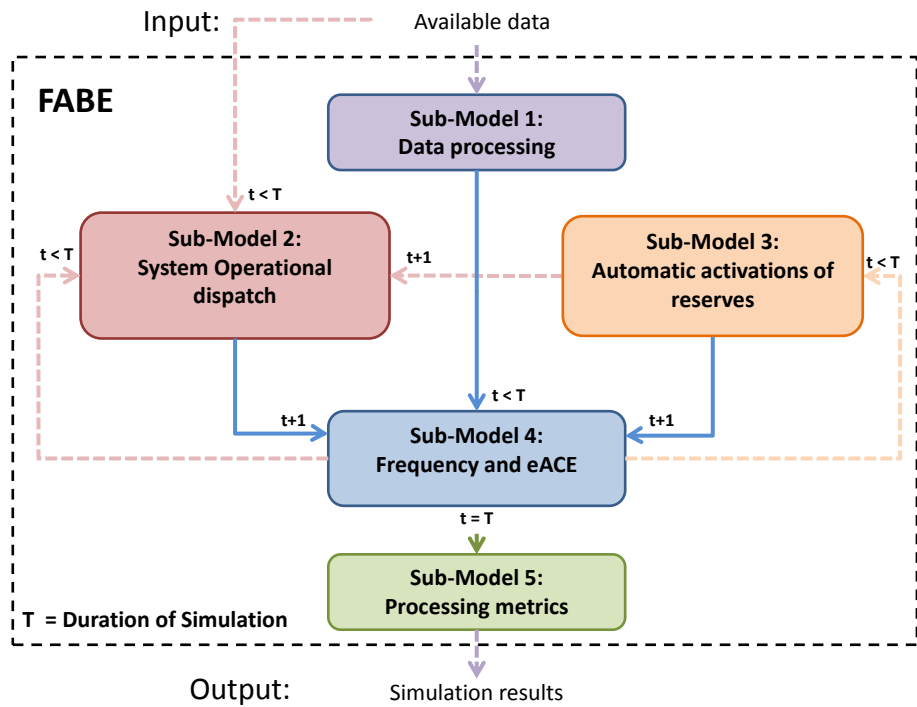 Input:
Available data
FABE
Sub-Model 1:
Data processing
t < T
Sub-Model 2:
System Operational
dispatch
t < T
t+1
Sub-Model 3:
Automatic activations of
reserves
t < T
t < T
t+1
t+1
Sub-Model 4:
Frequency and eACE
t = T
Sub-Model 5:
Processing metrics
T = Duration of Simulation
Output:
Simulation results